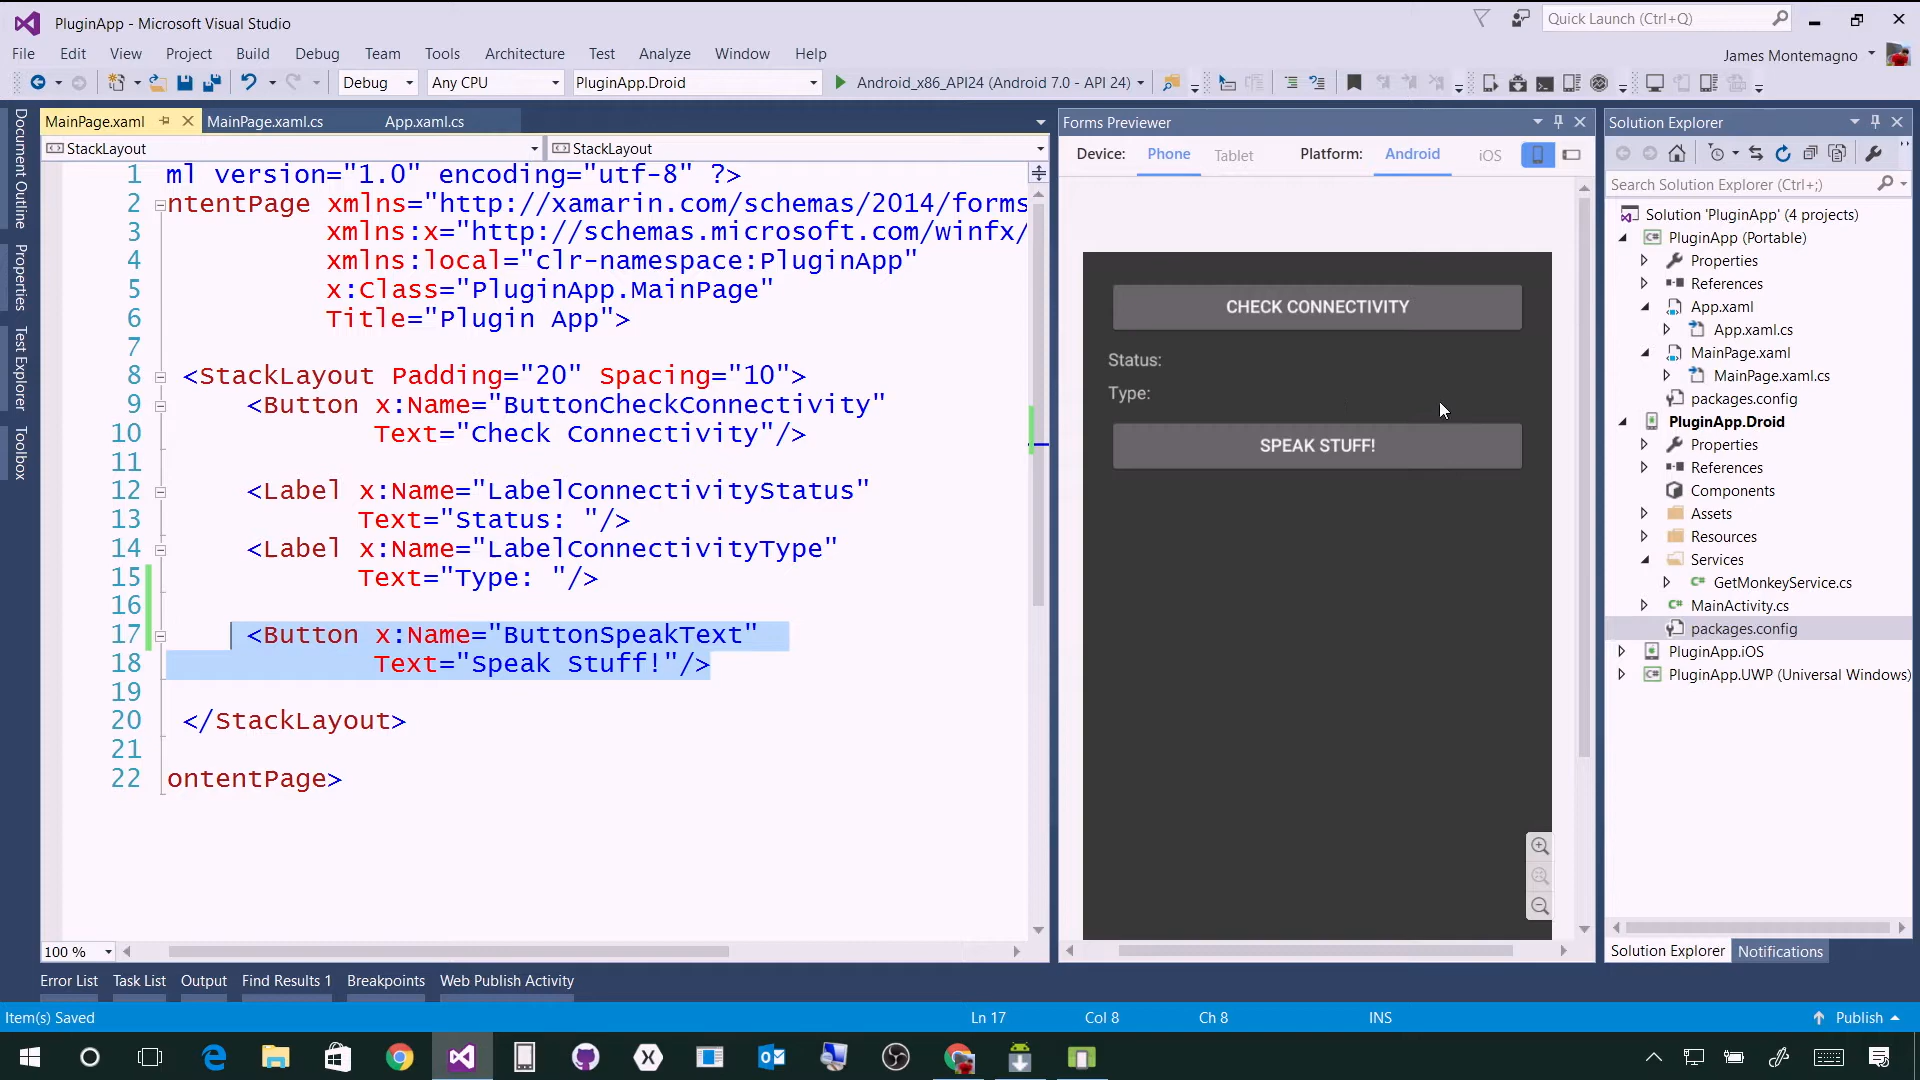 PluginApp - Microsoft Visual Studio
Quick Launch (Ctrl+Q)
File Edit View Project Build Debug Team Tools Architecture Test Analyze Window Help
James Montemagno
Debug Any CPU PluginApp.Droid Android_x86_API24 (Android 7.0 - API 24)
Document Outline
Properties
Test Explorer
Toolbox
MainPage.xaml MainPage.xaml.cs App.xaml.cs
StackLayout StackLayout
1 ml version="1.0" encoding="utf-8" ?>
2 ntentPage xmlns="http://xamarin.com/schemas/2014/forms
3 xmlns:x="http://schemas.microsoft.com/winfx/
4 xmlns:local="clr-namespace:PluginApp"
5 x:Class="PluginApp.MainPage"
6 Title="Plugin App">
7
8 <StackLayout Padding="20" Spacing="10">
9 <Button x:Name="ButtonCheckConnectivity"
10 Text="Check Connectivity"/>
11
12 <Label x:Name="LabelConnectivityStatus"
13 Text="Status: "/>
14 <Label x:Name="LabelConnectivityType"
15 Text="Type: "/>
16
17 <Button x:Name="ButtonSpeakText"
18 Text="Speak Stuff!"/>
19
20 </StackLayout>
21
22 ontentPage>
100 %
Forms Previewer
Device: Phone Tablet Platform: Android iOS
CHECK CONNECTIVITY
Status:
Type:
SPEAK STUFF!
Solution Explorer
Search Solution Explorer (Ctrl+;)
Solution 'PluginApp' (4 projects)
PluginApp (Portable)
Properties
References
App.xaml
App.xaml.cs
MainPage.xaml
MainPage.xaml.cs
packages.config
PluginApp.Droid
Properties
References
Components
Assets
Resources
Services
GetMonkeyService.cs
MainActivity.cs
packages.config
PluginApp.iOS
PluginApp.UWP (Universal Windows)
Solution Explorer Notifications
Error List Task List Output Find Results 1 Breakpoints Web Publish Activity
Item(s) Saved Ln 17 Col 8 Ch 8 INS Publish